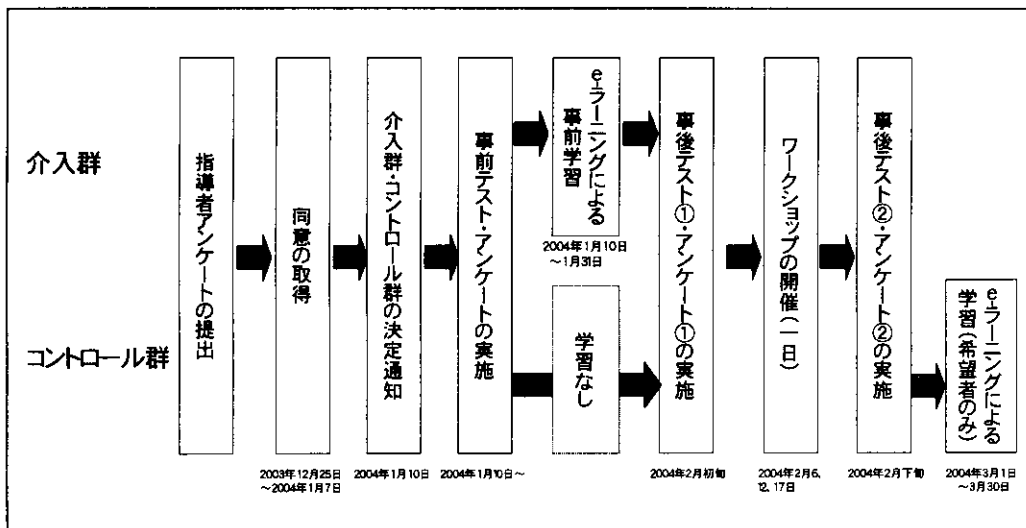 介入群
コントロール群
指導者アンケートの提出
同意の取得
2003年12月25日
～2004年1月7日
介入群・コントロール群の決定通知
2004年1月10日
事前テスト・アンケートの実施
2004年1月10日～
e-ラーニングによる
事前学習
2004年1月10日
～1月31日
学習なし
事後テスト①・アンケート①の実施
2004年2月初旬
ワークショップの開催(一日)
2004年2月6,
12, 17日
事後テスト②・アンケート②の実施
2004年2月下旬
e-ラーニングによる
学習(希望者のみ)
2004年3月1日
～3月30日